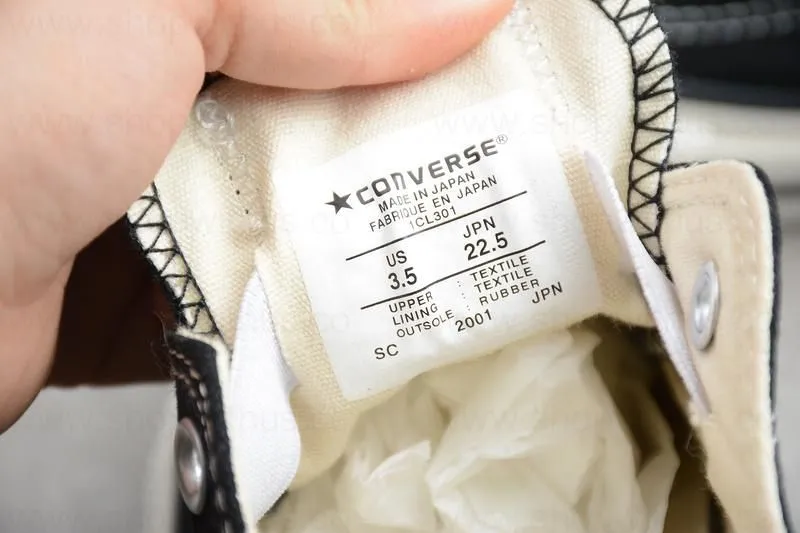 ★CONVERSE®
MADE IN JAPAN
FABRIQUE EN JAPAN
1CL301
US JPN
3.5 22.5
UPPER : TEXTILE
LINING : TEXTILE
OUTSOLE : RUBBER
SC 2001 JPN